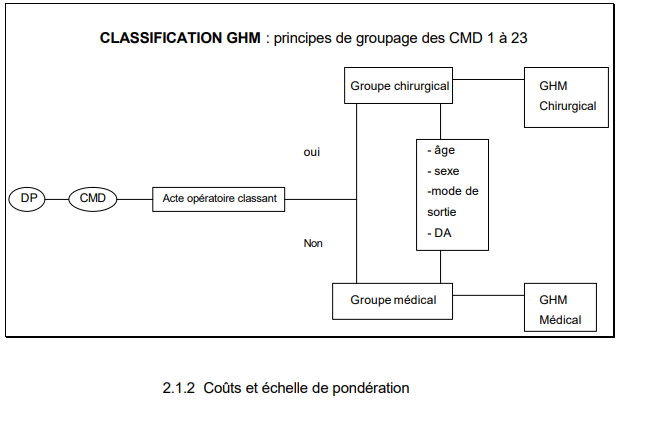 CLASSIFICATION GHM : principes de groupage des CMD 1 à 23
Groupe chirurgical
GHM
Chirurgical
oui
- âge
- sexe
-mode de
sortie
- DA
DP
CMD
Acte opératoire classant
Non
Groupe médical
GHM
Médical
2.1.2 Coûts et échelle de pondération